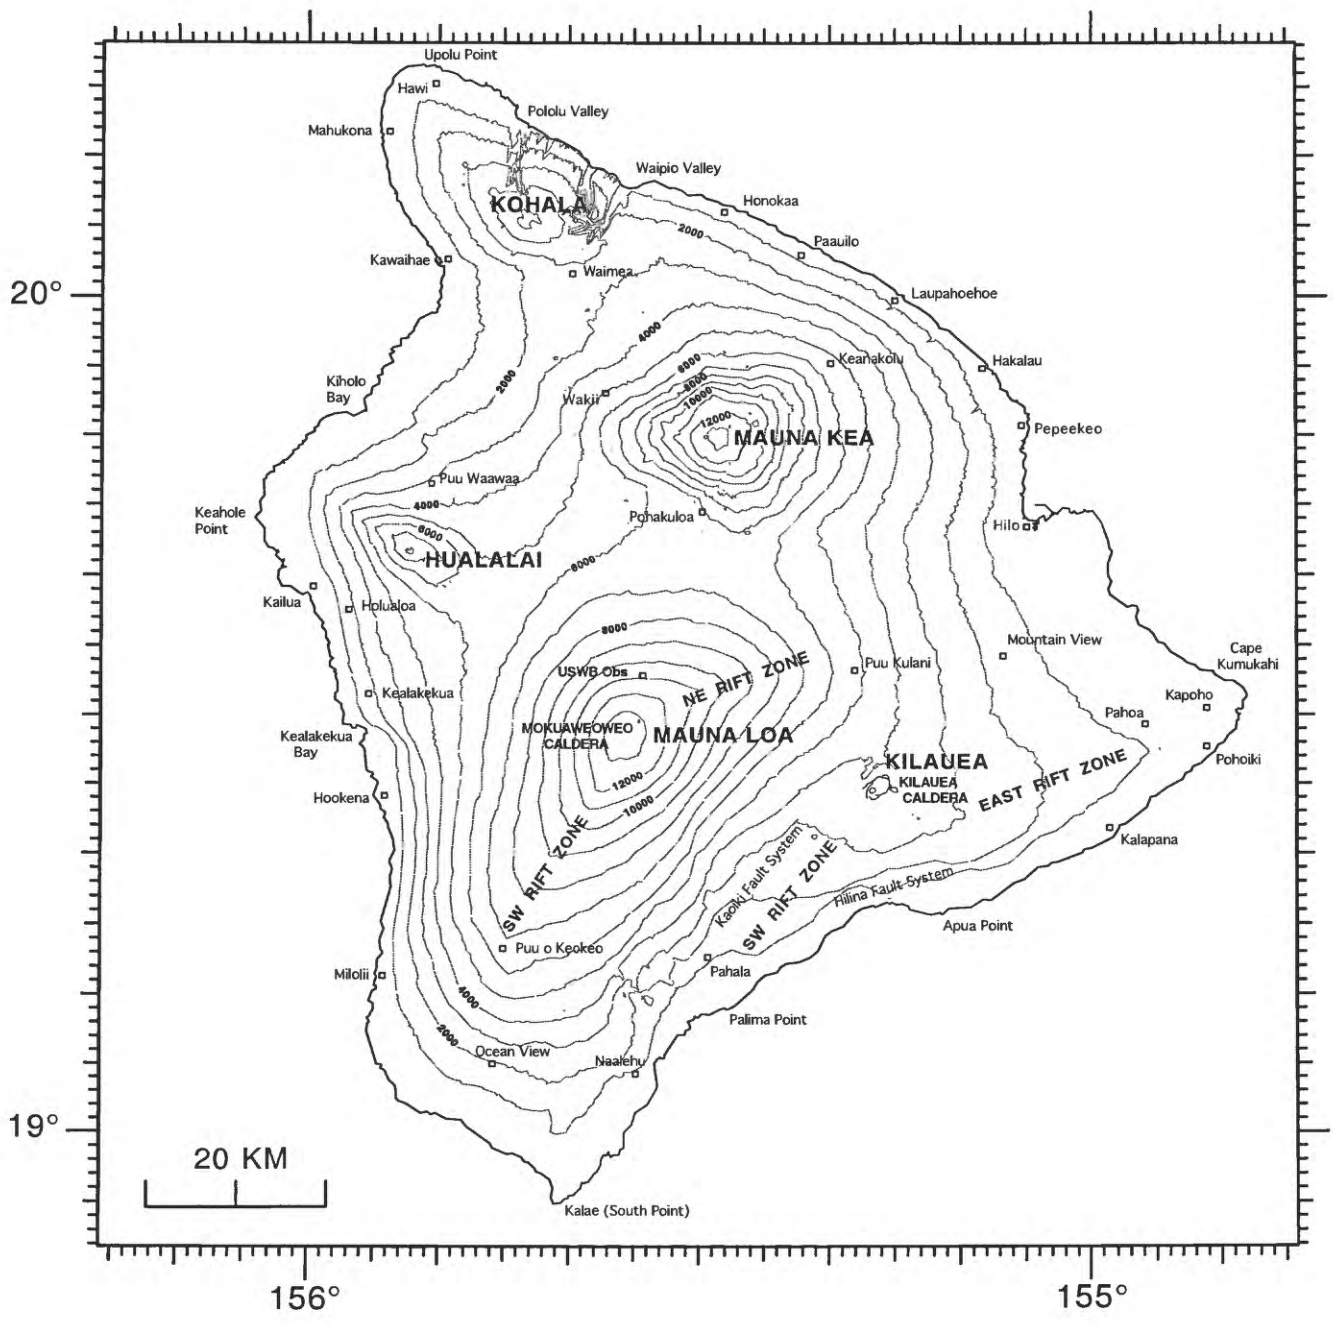 Upolu Point
Hawi
Pololu Valley
Mahukona
Waipio Valley
KOHALA
Honokaa
2000
Paauilo
Kawaihae
Waimea
20°
Laupahoehoe
4000
Keanakolu
Hakalau
6000
Kiholo
Bay
2000
8000
Wakii
10000
12000
MAUNA KEA
Pepeekeo
Puu Waawaa
4000
Keahole
Point
Pohakuloa
Hilo
6000
HUALALAI
6000
Kailua
Holualoa
8000
Mountain View
Cape
Kumukahi
USWB Obs
NE RIFT ZONE
Puu Kulani
Kealakekua
Kapoho
Pahoa
MOKUAWEOWEO
CALDERA
MAUNA LOA
Kealakekua
Bay
KILAUEA
Pohoiki
KILAUEA
CALDERA
EAST RIFT ZONE
12000
Hookena
10000
Kalapana
SW RIFT ZONE
Kaoiki Fault System
SW RIFT ZONE
Hilina Fault System
Apua Point
Puu o Keokeo
Milolii
Pahala
4000
Palima Point
2000
Ocean View
Naalehu
19°
20 KM
Kalae (South Point)
156°
155°